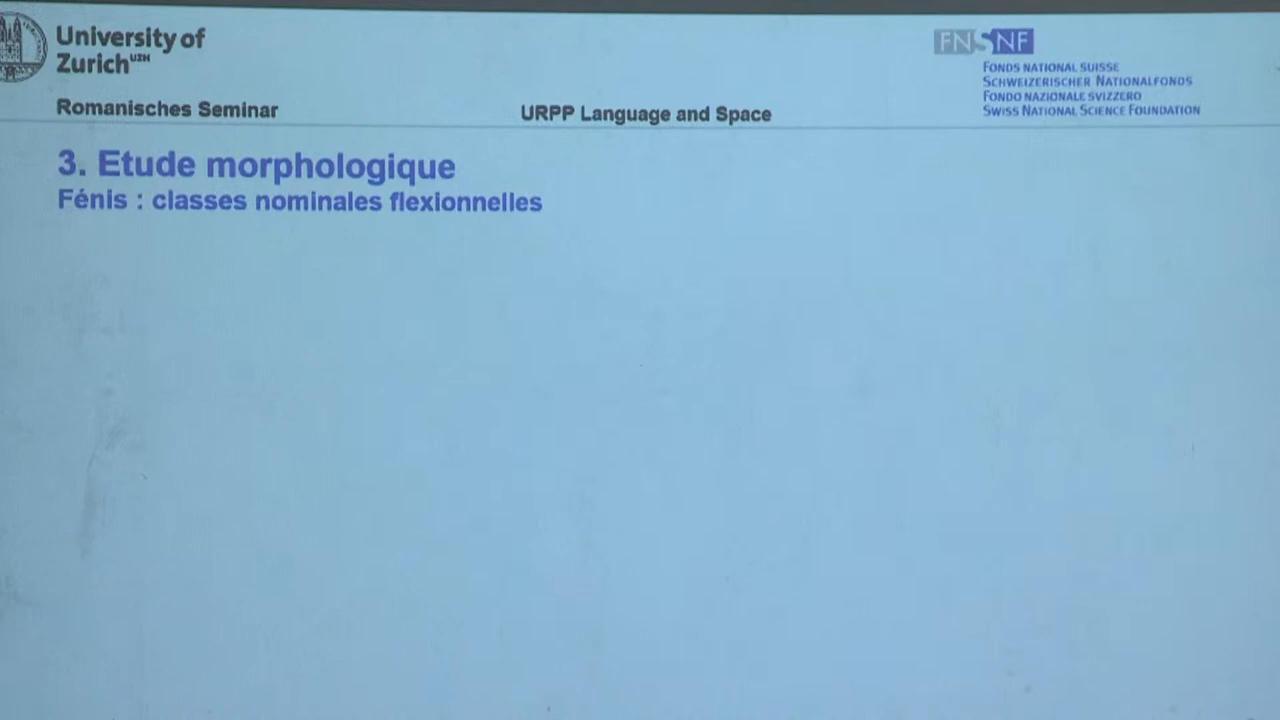 University of
Zurich UZH
Romanisches Seminar
URPP Language and Space
FNSNF
FONDS NATIONAL SUISSE
SCHWEIZERISCHER NATIONALFONDS
FONDO NAZIONALE SVIZZERO
SWISS NATIONAL SCIENCE FOUNDATION
3. Etude morphologique
Fénis : classes nominales flexionnelles